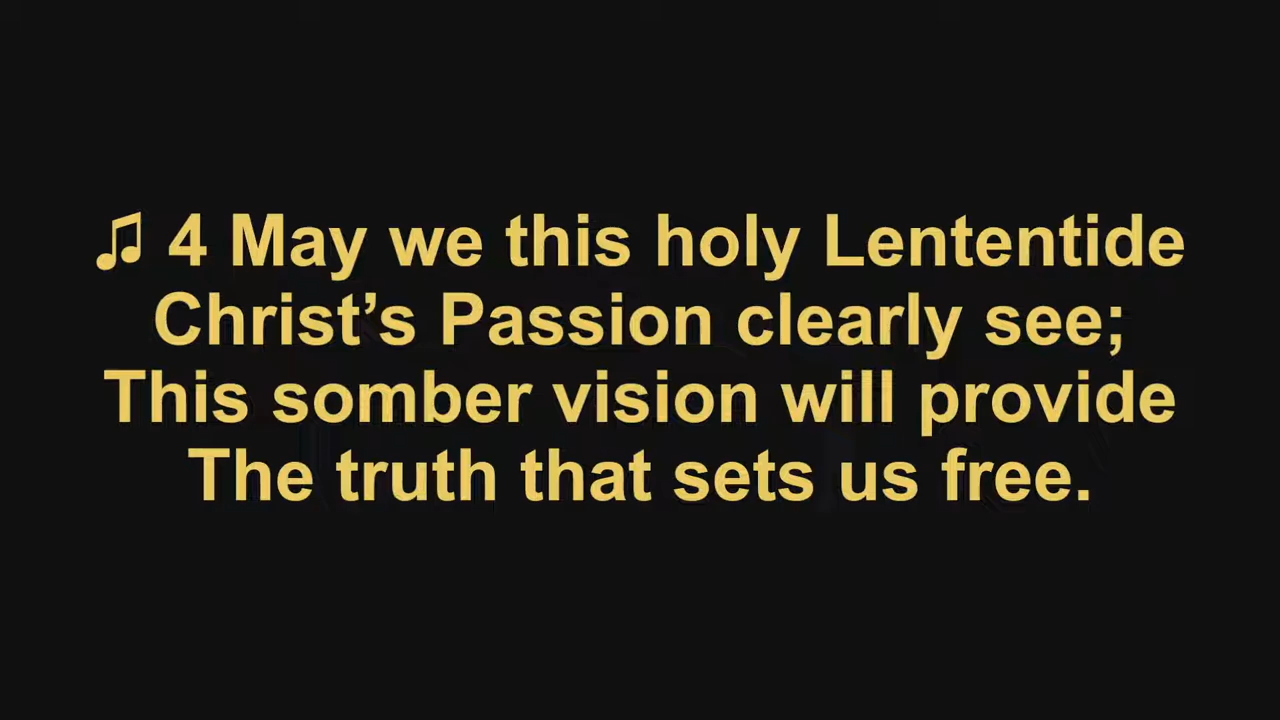 ♫ 4 May we this holy Lententide
Christ’s Passion clearly see;
This somber vision will provide
The truth that sets us free.